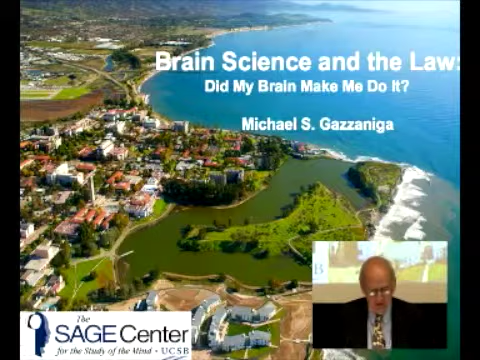 Brain Science and the Law:
Did My Brain Make Me Do It?
Michael S. Gazzaniga
The
SAGE Center
for the Study of the Mind • UCSB